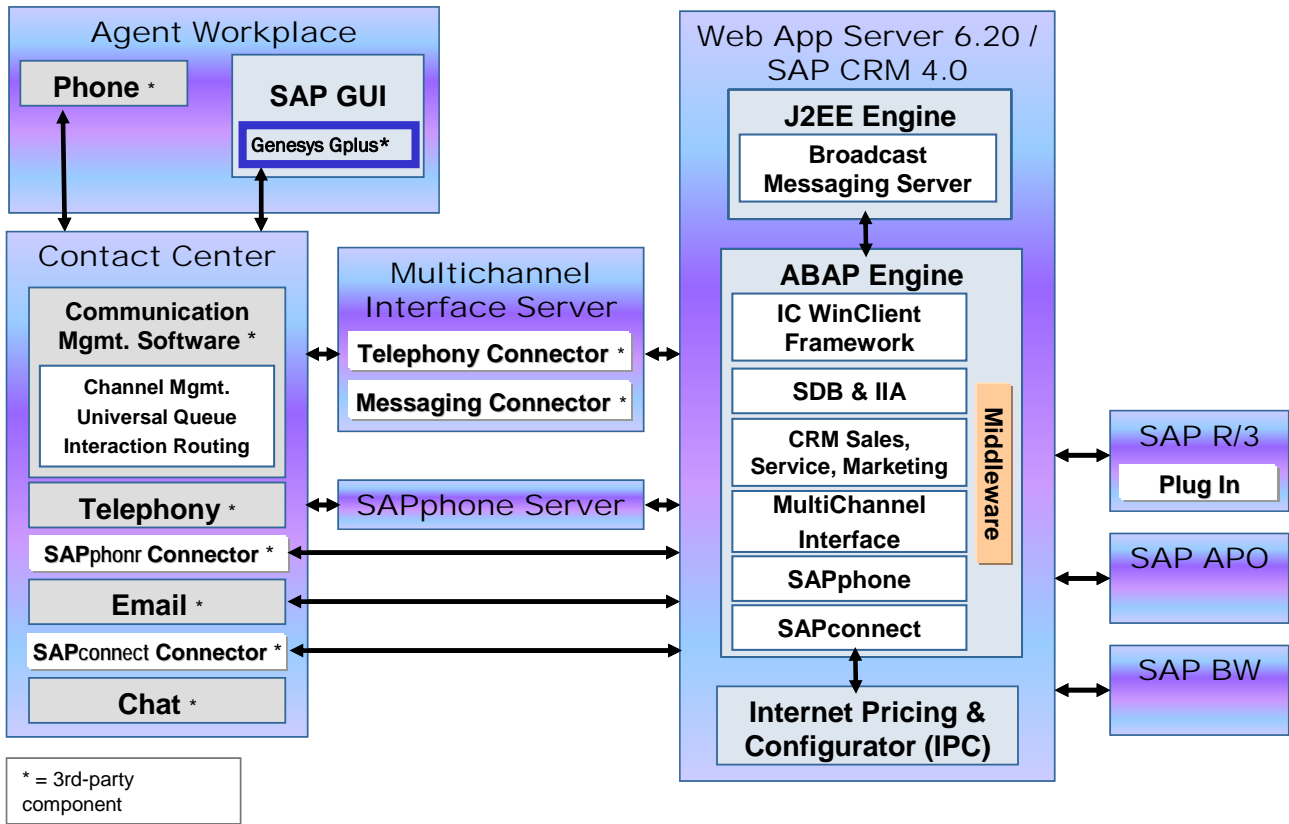 Agent Workplace
Phone *
SAP GUI
Genesys Gplus*
Contact Center
Communication
Mgmt. Software *
Channel Mgmt.
Universal Queue
Interaction Routing
Telephony *
SAPphonr Connector *
Email *
SAPconnect Connector *
Chat *
* = 3rd-party
component
Multichannel
Interface Server
Telephony Connector *
Messaging Connector *
SAPphone Server
Web App Server 6.20 /
SAP CRM 4.0
J2EE Engine
Broadcast
Messaging Server
ABAP Engine
IC WinClient
Framework
SDB & IIA
CRM Sales,
Service, Marketing
MultiChannel
Interface
SAPphone
SAPconnect
Middleware
Internet Pricing &
Configurator (IPC)
SAP R/3
Plug In
SAP APO
SAP BW